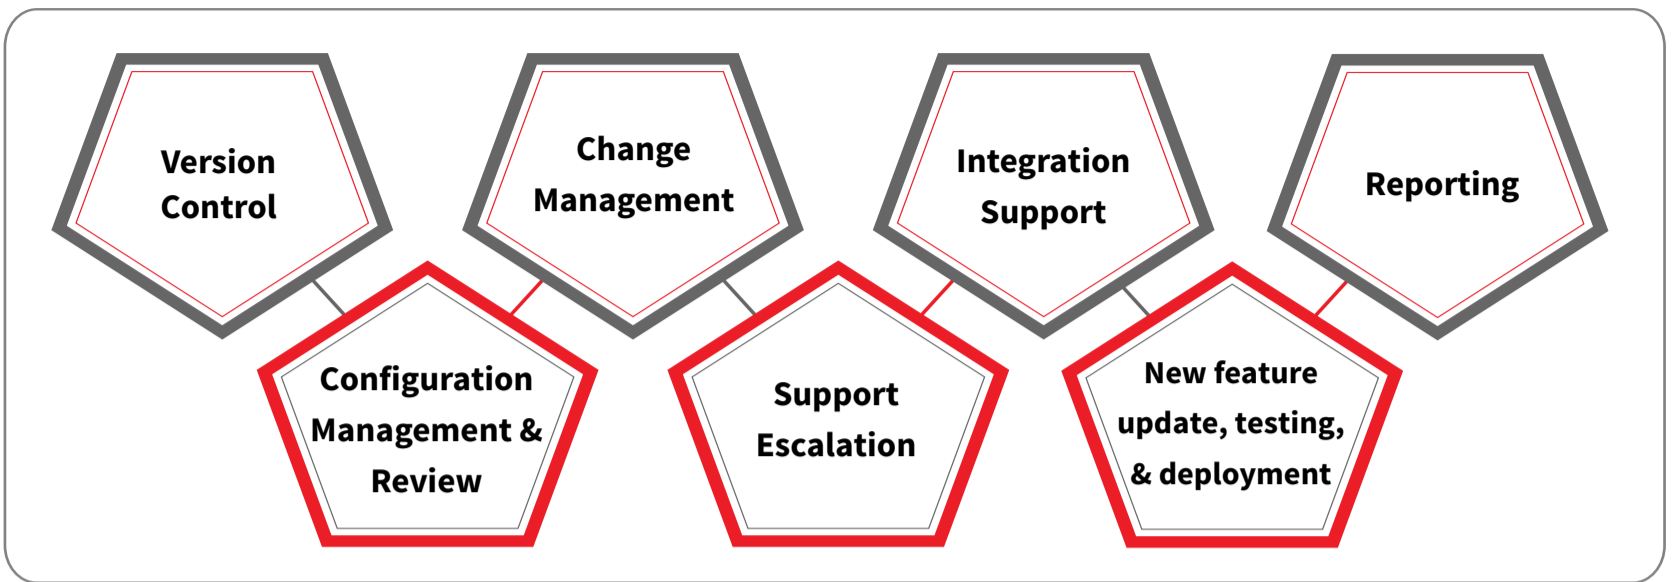 Version
Control
Change
Management
Integration
Support
Reporting
Configuration
Management &
Review
Support
Escalation
New feature
update, testing,
& deployment